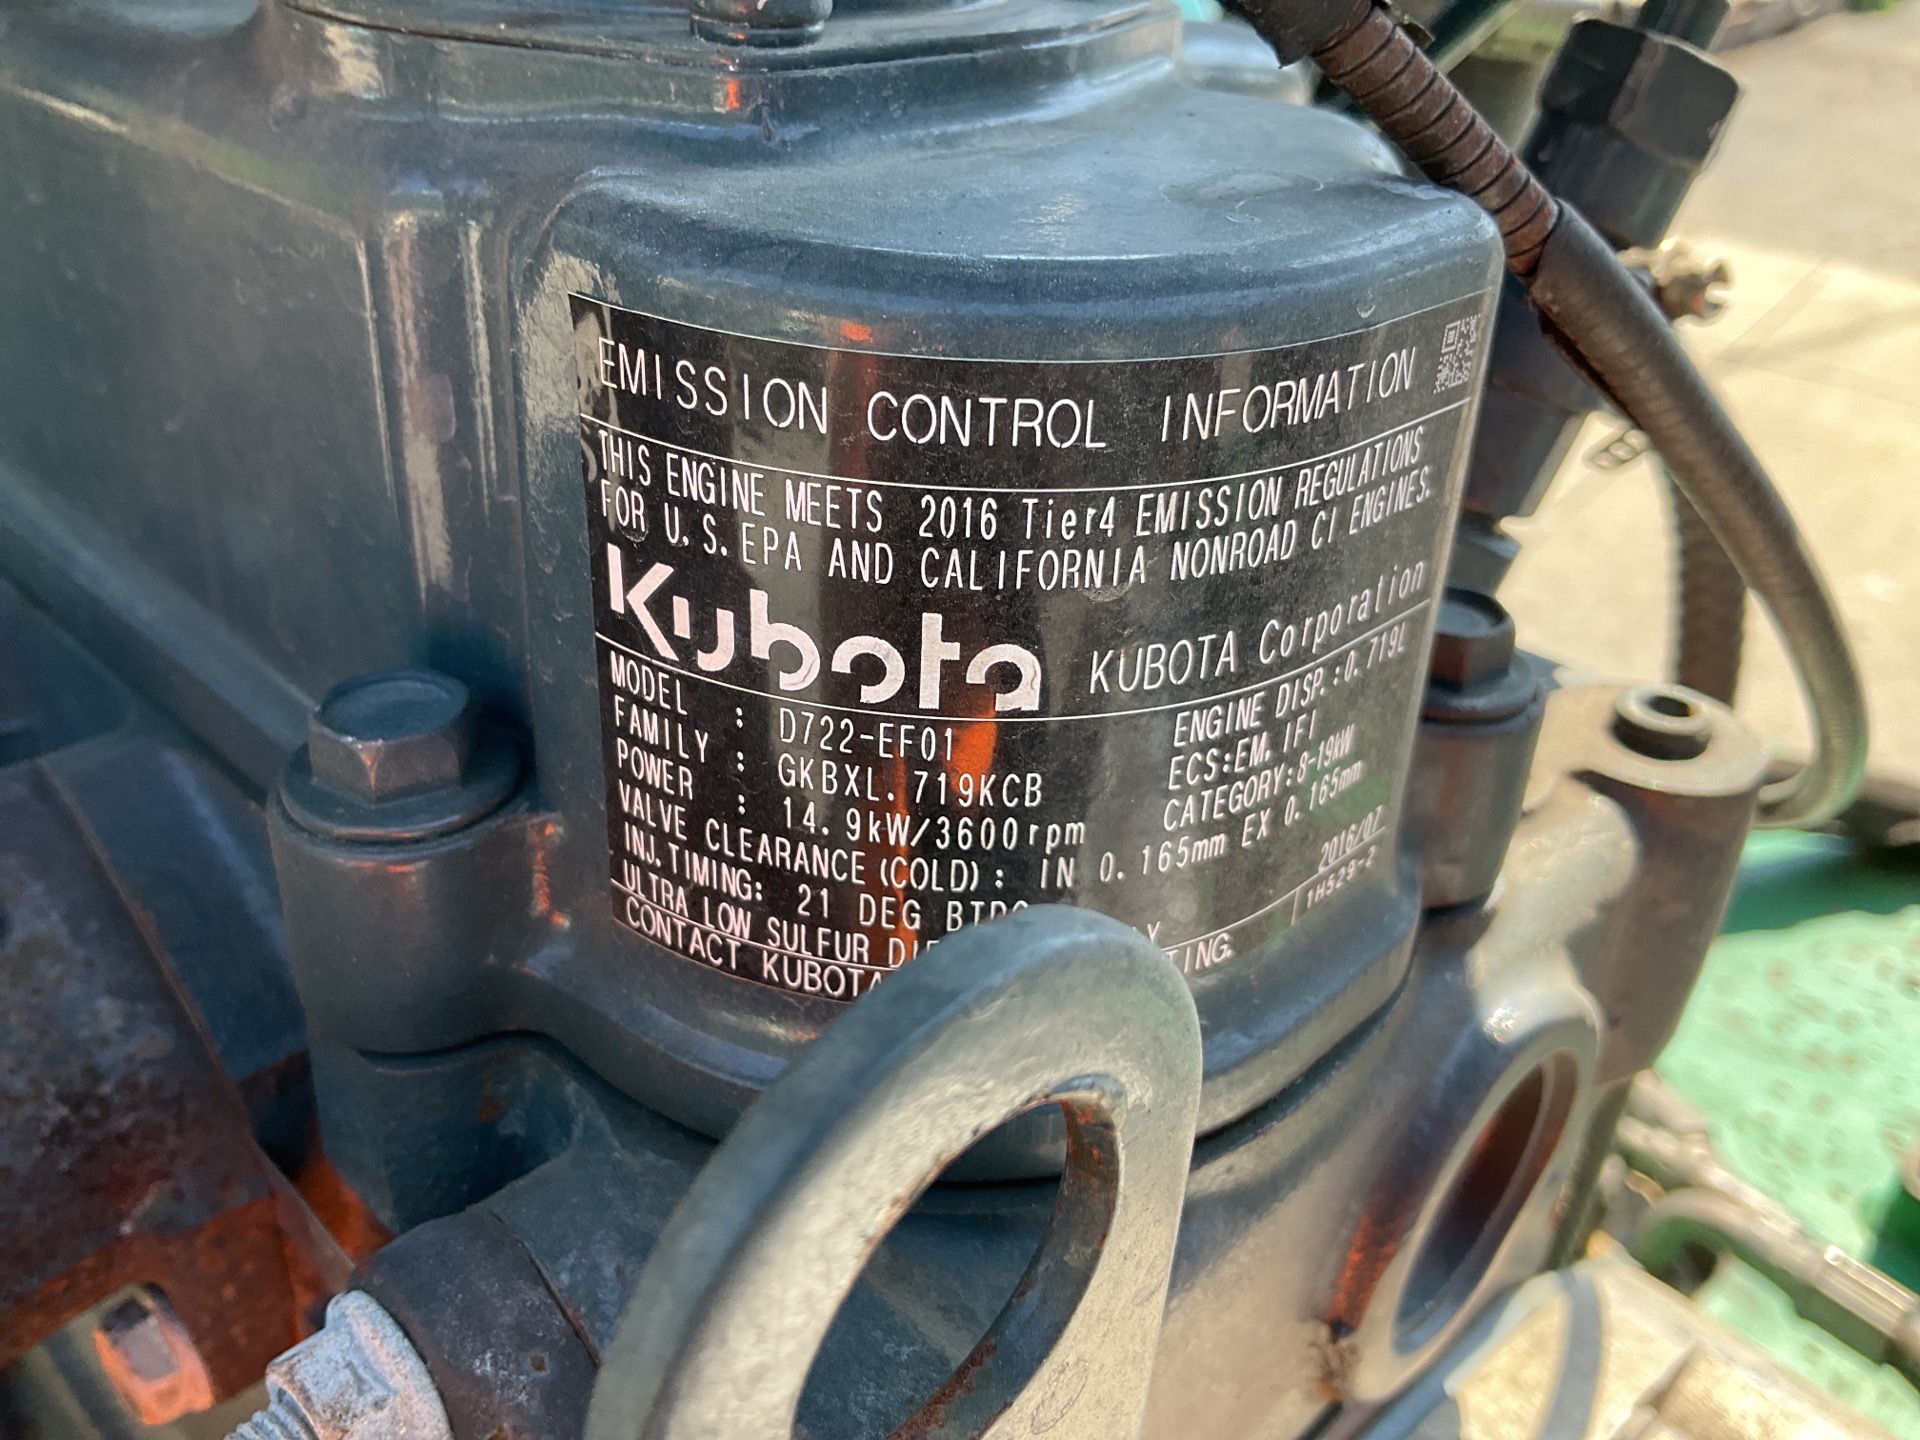 EMISSION CONTROL INFORMATION
THIS ENGINE MEETS 2016 Tier4 EMISSION REGULATIONS
FOR U.S. EPA AND CALIFORNIA NONROAD CI ENGINES.
Kubota KUBOTA Corporation
MODEL : D722-EF01 ENGINE DISP.:0.719L
FAMILY : GKBXL.719KCB ECS:EM, IFI
POWER : 14.9kW/3600rpm CATEGORY:8-19kW
VALVE CLEARANCE (COLD): IN 0.165mm EX 0.165mm
INJ.TIMING: 21 DEG BTDC 2016/07
ULTRA LOW SULFUR 1H529-2
CONTACT KUBOTA